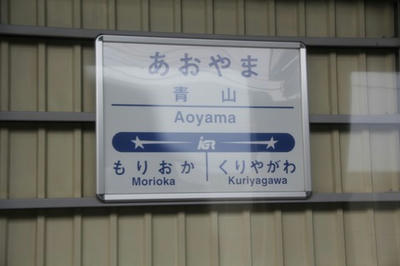 あおやま
青山
Aoyama
IGR
もりおか くりやがわ
Morioka Kuriyagawa